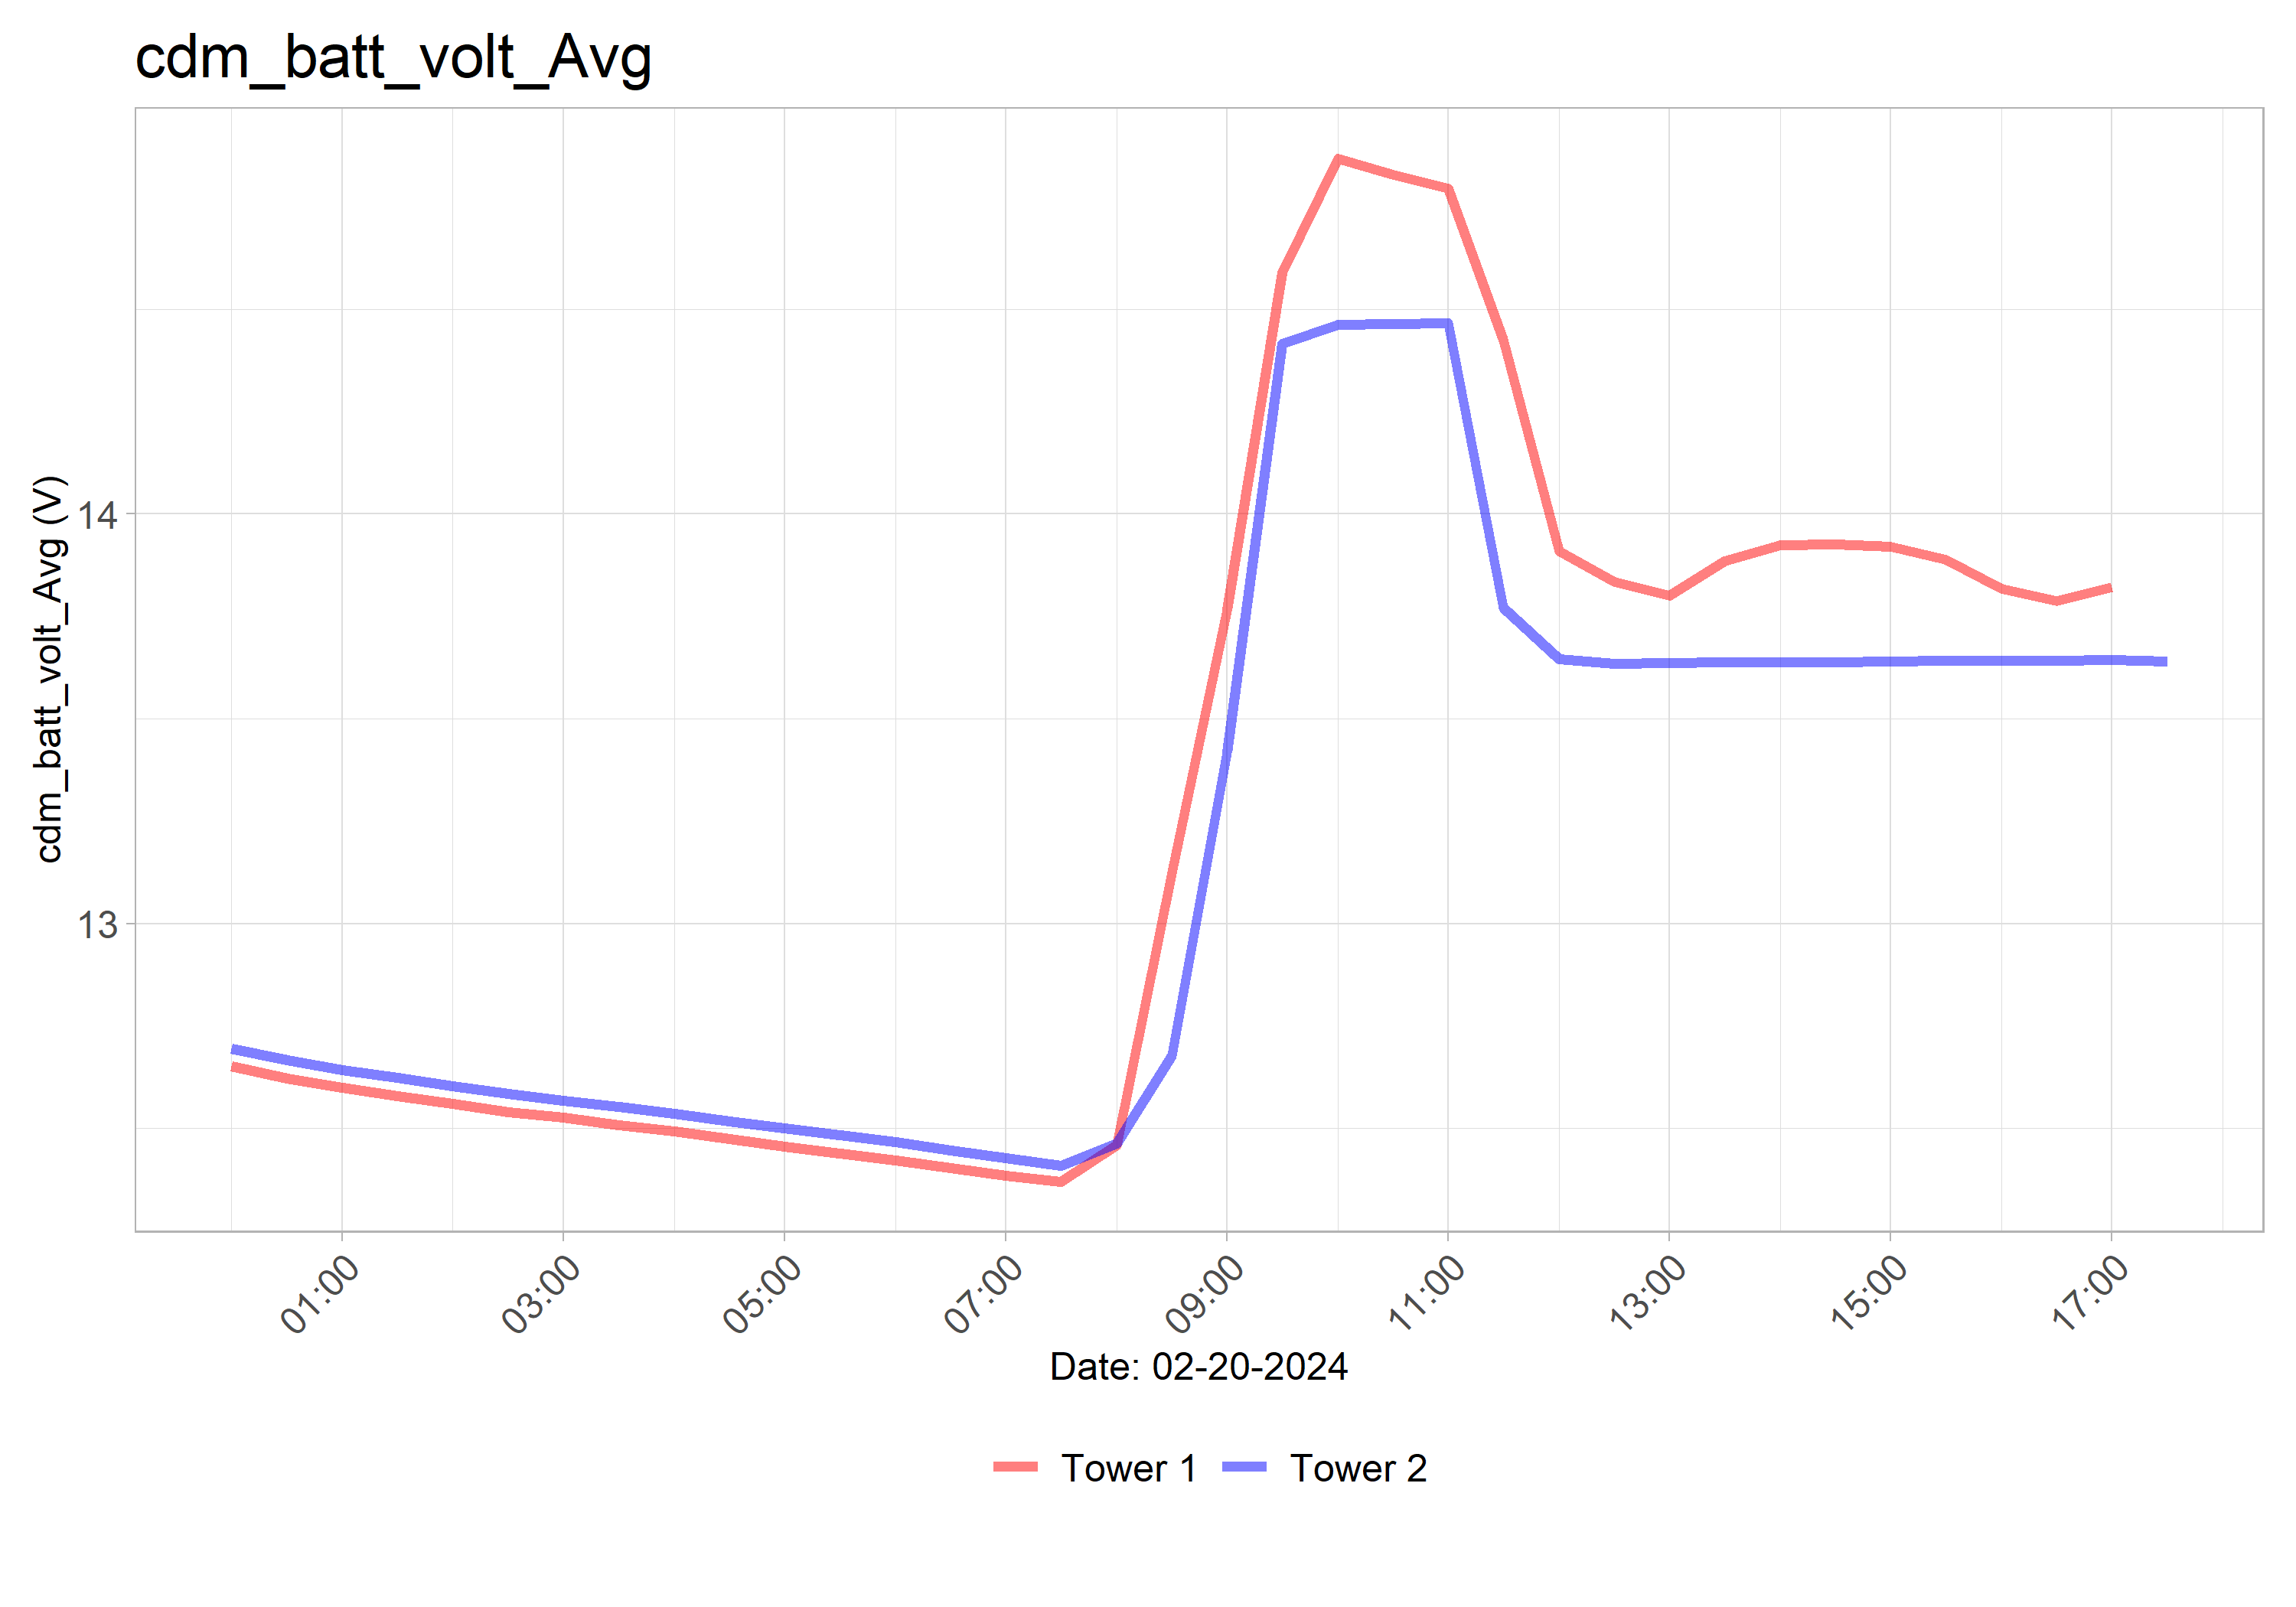 cdm_batt_volt_Avg
cdm_batt_volt_Avg (V)
14
13
01:00
03:00
05:00
07:00
09:00
11:00
13:00
15:00
17:00
Date: 02-20-2024
Tower 1
Tower 2